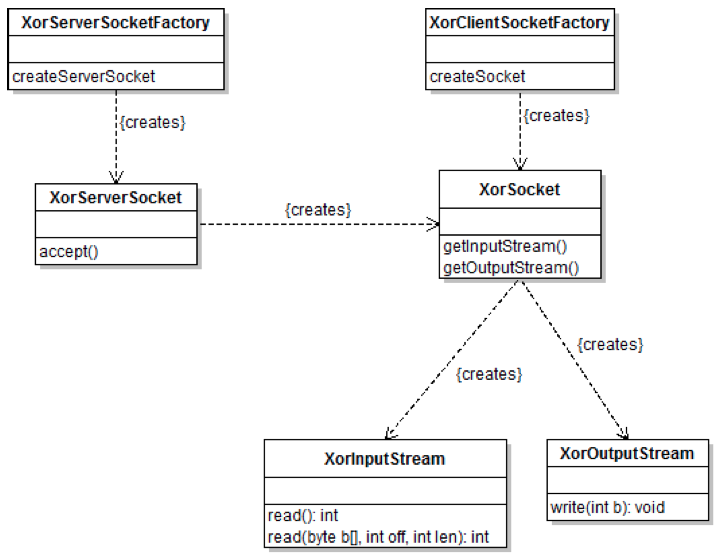 XorServerSocketFactory
createServerSocket
XorClientSocketFactory
createSocket
{creates}
{creates}
XorServerSocket
accept()
{creates}
XorSocket
getInputStream()
getOutputStream()
{creates}
{creates}
XorInputStream
read(): int
read(byte b[], int off, int len): int
XorOutputStream
write(int b): void